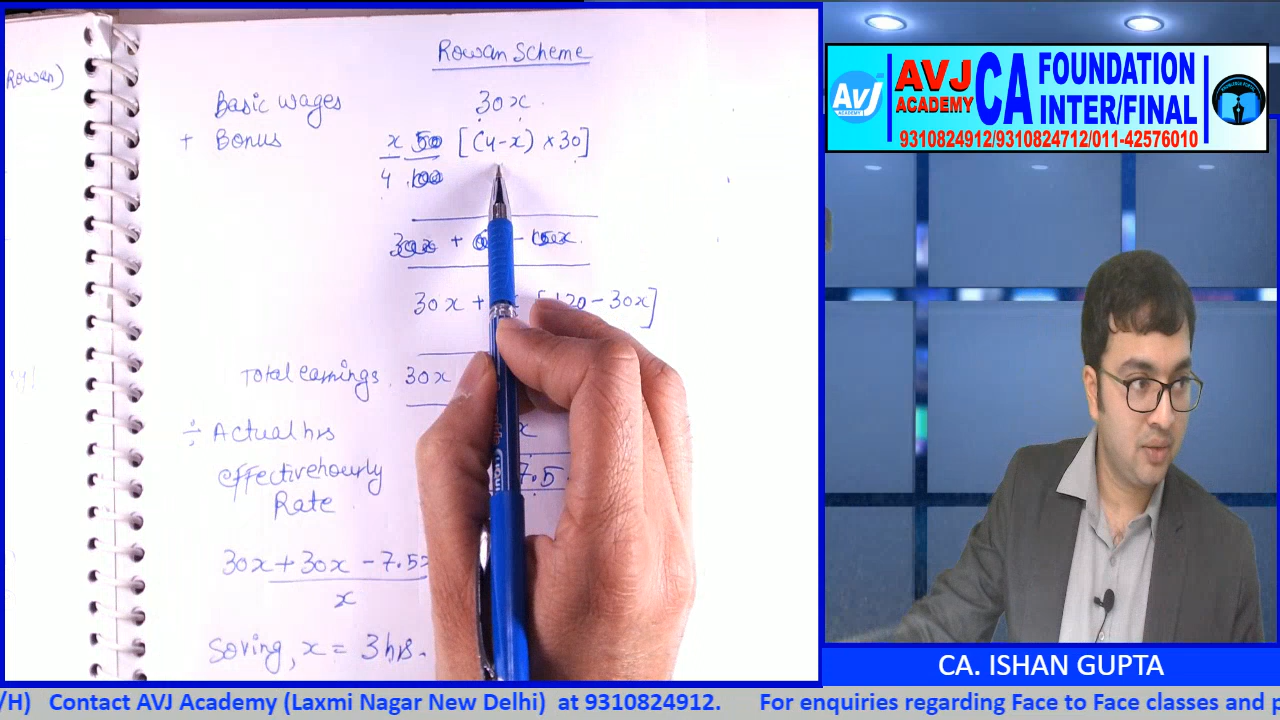 Rowan Scheme
Rowan)
Basic wages 30x
+ Bonus x [(4-x) ×30]
4
30x + [120 - 30x]
Total earnings 30x
÷ Actual hrs x
effective hourly 7.5
Rate
30x + 30x - 7.5x
x
Soving, x = 3 hrs.
AVJ
ACADEMY
AVJ
ACADEMY
CA
FOUNDATION
INTER/FINAL
9310824912/9310824712/011-42576010
CA. ISHAN GUPTA
/H) Contact AVJ Academy (Laxmi Nagar New Delhi) at 9310824912. For enquiries regarding Face to Face classes and p